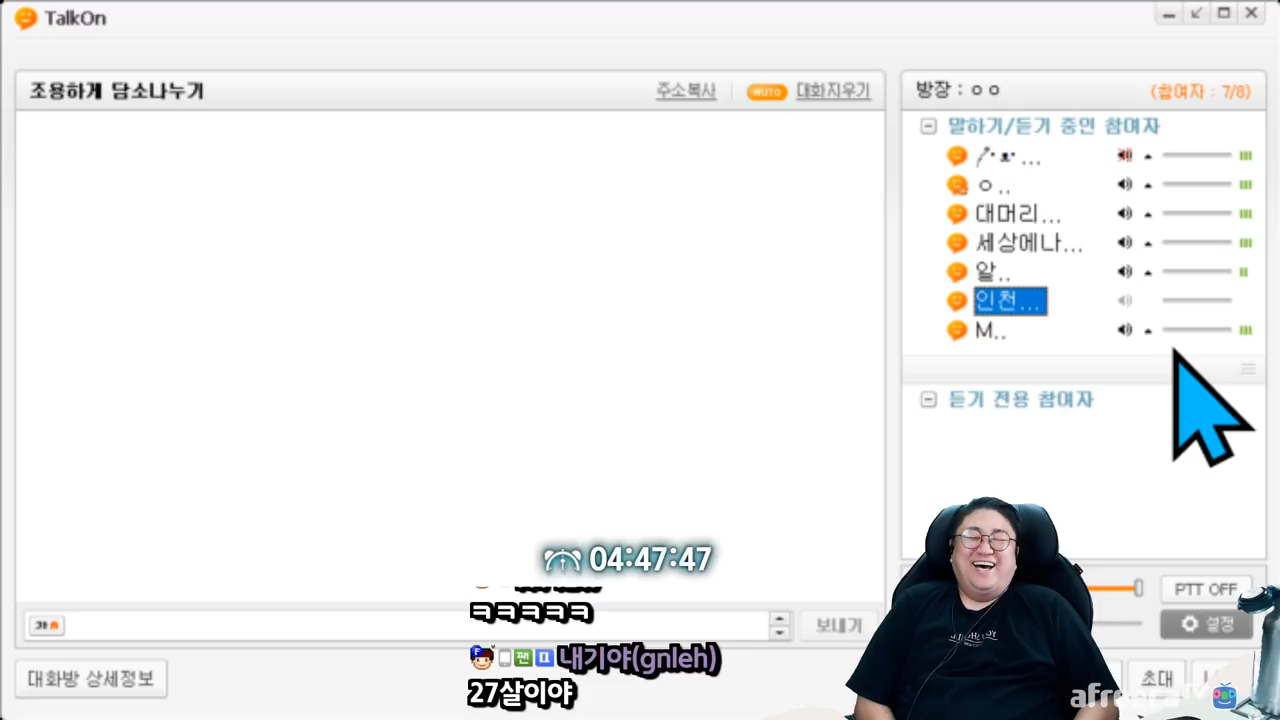 TalkOn
조용하게 담소나누기
주소복사
AUTO 대화지우기
방장 : ㅇㅇ
(참여자 : 7/8)
말하기/듣기 중인 참여자
ㅇ..
대머리...
세상에나...
알..
인천...
M..
듣기 전용 참여자
04:47:47
ㅋㅋㅋㅋㅋ
팬 내기야(gnleh)
27살이야
가
보내기
PTT OFF
설정
대화방 상세정보
초대
afreecaTV